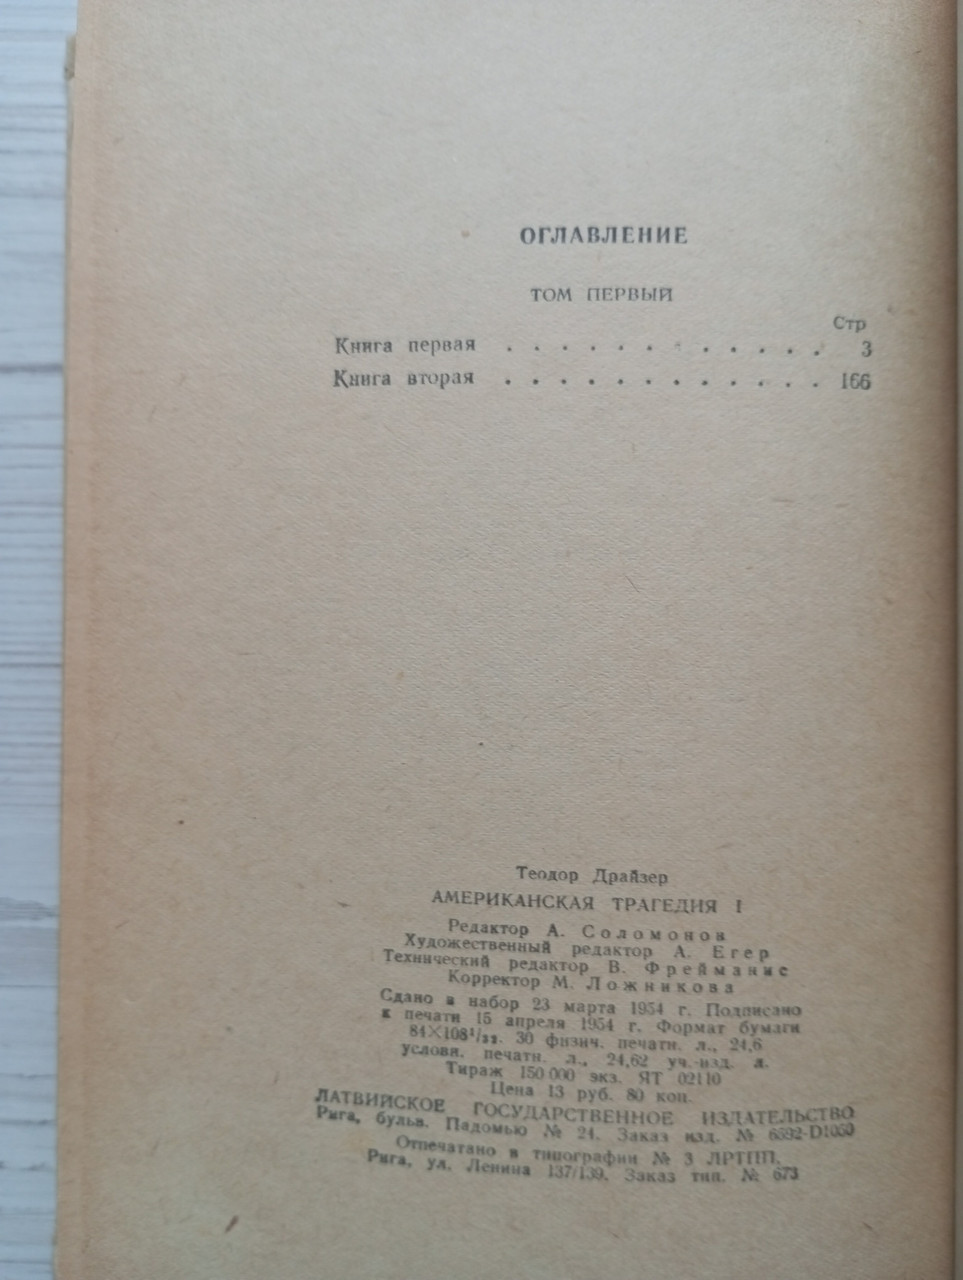 ОГЛАВЛЕНИЕ
ТОМ ПЕРВЫЙ
Стр
Книга первая . . . . . . . . . . . . 3
Книга вторая . . . . . . . . . . . . 166
Теодор Драйзер
АМЕРИКАНСКАЯ ТРАГЕДИЯ I
Редактор А. Соломонов
Художественный редактор А. Егер
Технический редактор В. Фрейманис
Корректор М. Ложникова
Сдано в набор 23 марта 1954 г. Подписано
к печати 15 апреля 1954 г. Формат бумаги
84×108¹/₃₂. 30 физич. печатн. л., 24,6
условн. печатн. л., 24,62 уч.-изд. л.
Тираж 150 000 экз. ЯТ 02110
Цена 13 руб. 80 коп.
ЛАТВИЙСКОЕ ГОСУДАРСТВЕННОЕ ИЗДАТЕЛЬСТВО
Рига, бульв. Падомью № 24. Заказ изд. № 6592-D1050
Отпечатано в типографии № 3 ЛРТПП,
Рига, ул. Ленина 137/139. Заказ тип. № 673